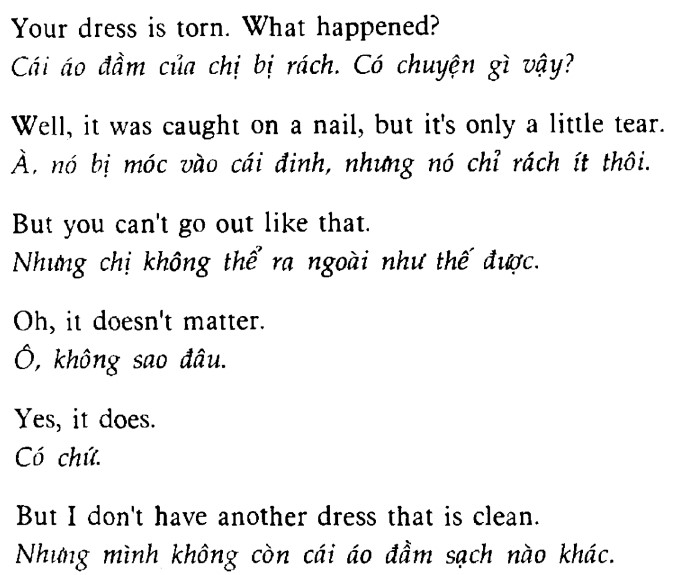 Your dress is torn. What happened?
Cái áo đầm của chị bị rách. Có chuyện gì vậy?
Well, it was caught on a nail, but it's only a little tear.
À, nó bị móc vào cái đinh, nhưng nó chỉ rách ít thôi.
But you can't go out like that.
Nhưng chị không thể ra ngoài như thế được.
Oh, it doesn't matter.
Ô, không sao đâu.
Yes, it does.
Có chứ.
But I don't have another dress that is clean.
Nhưng mình không còn cái áo đầm sạch nào khác.